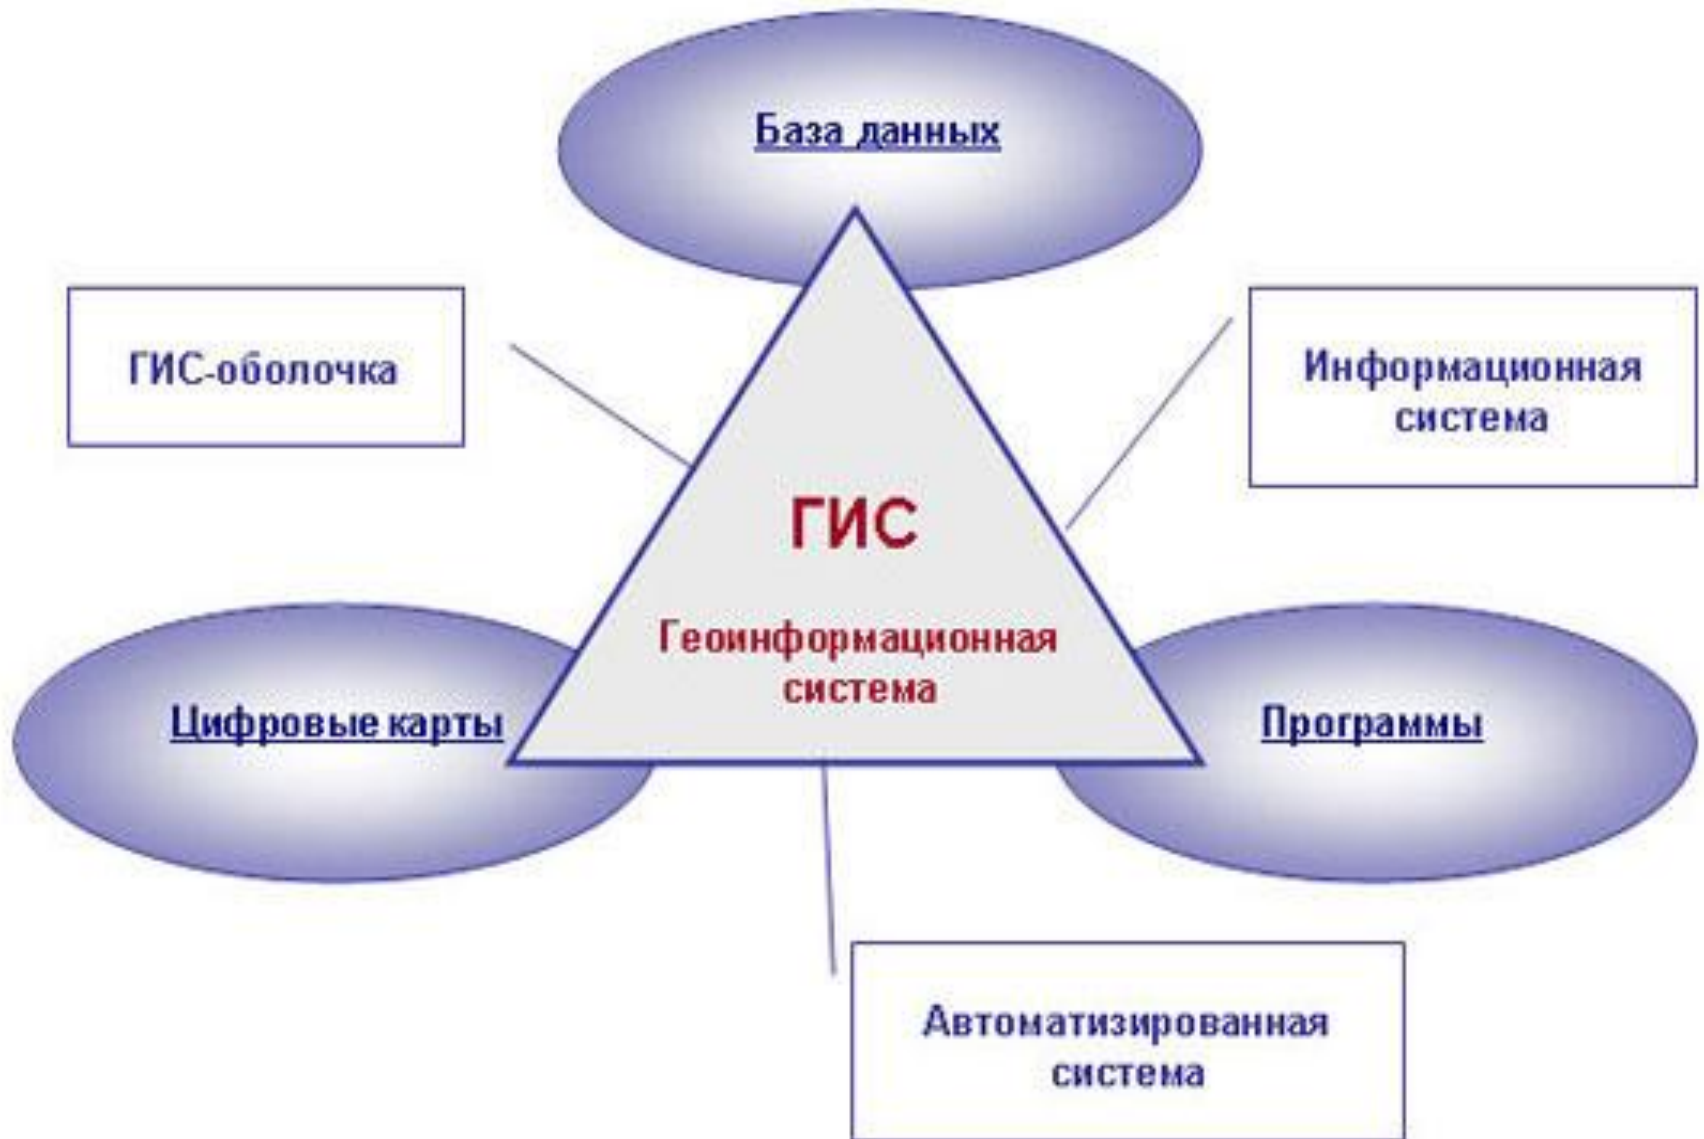 База данных
ГИС-оболочка
Информационная
система
ГИС
Геоинформационная
система
Цифровые карты
Программы
Автоматизированная
система